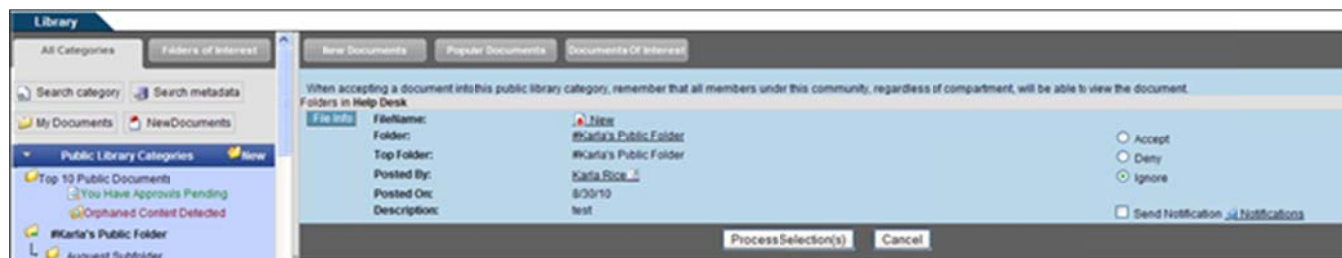 Library
All Categories
Folders of Interest
New Documents
Popular Documents
Documents Of Interest
Search category
Search metadata
My Documents
NewDocuments
Public Library Categories
New
Top 10 Public Documents
You Have Approvals Pending
Orphaned Content Detected
#Karla's Public Folder
August Subfolder
When accepting a document into this public library category, remember that all members under this community, regardless of compartment, will be able to view the document.
Folders in Help Desk
File Info
FileName: New
Folder: #Karla's Public Folder
Top Folder: #Karla's Public Folder
Posted By: Karla Rice
Posted On: 8/30/10
Description: test
Accept
Deny
Ignore
Send Notification Notifications
ProcessSelection(s)
Cancel